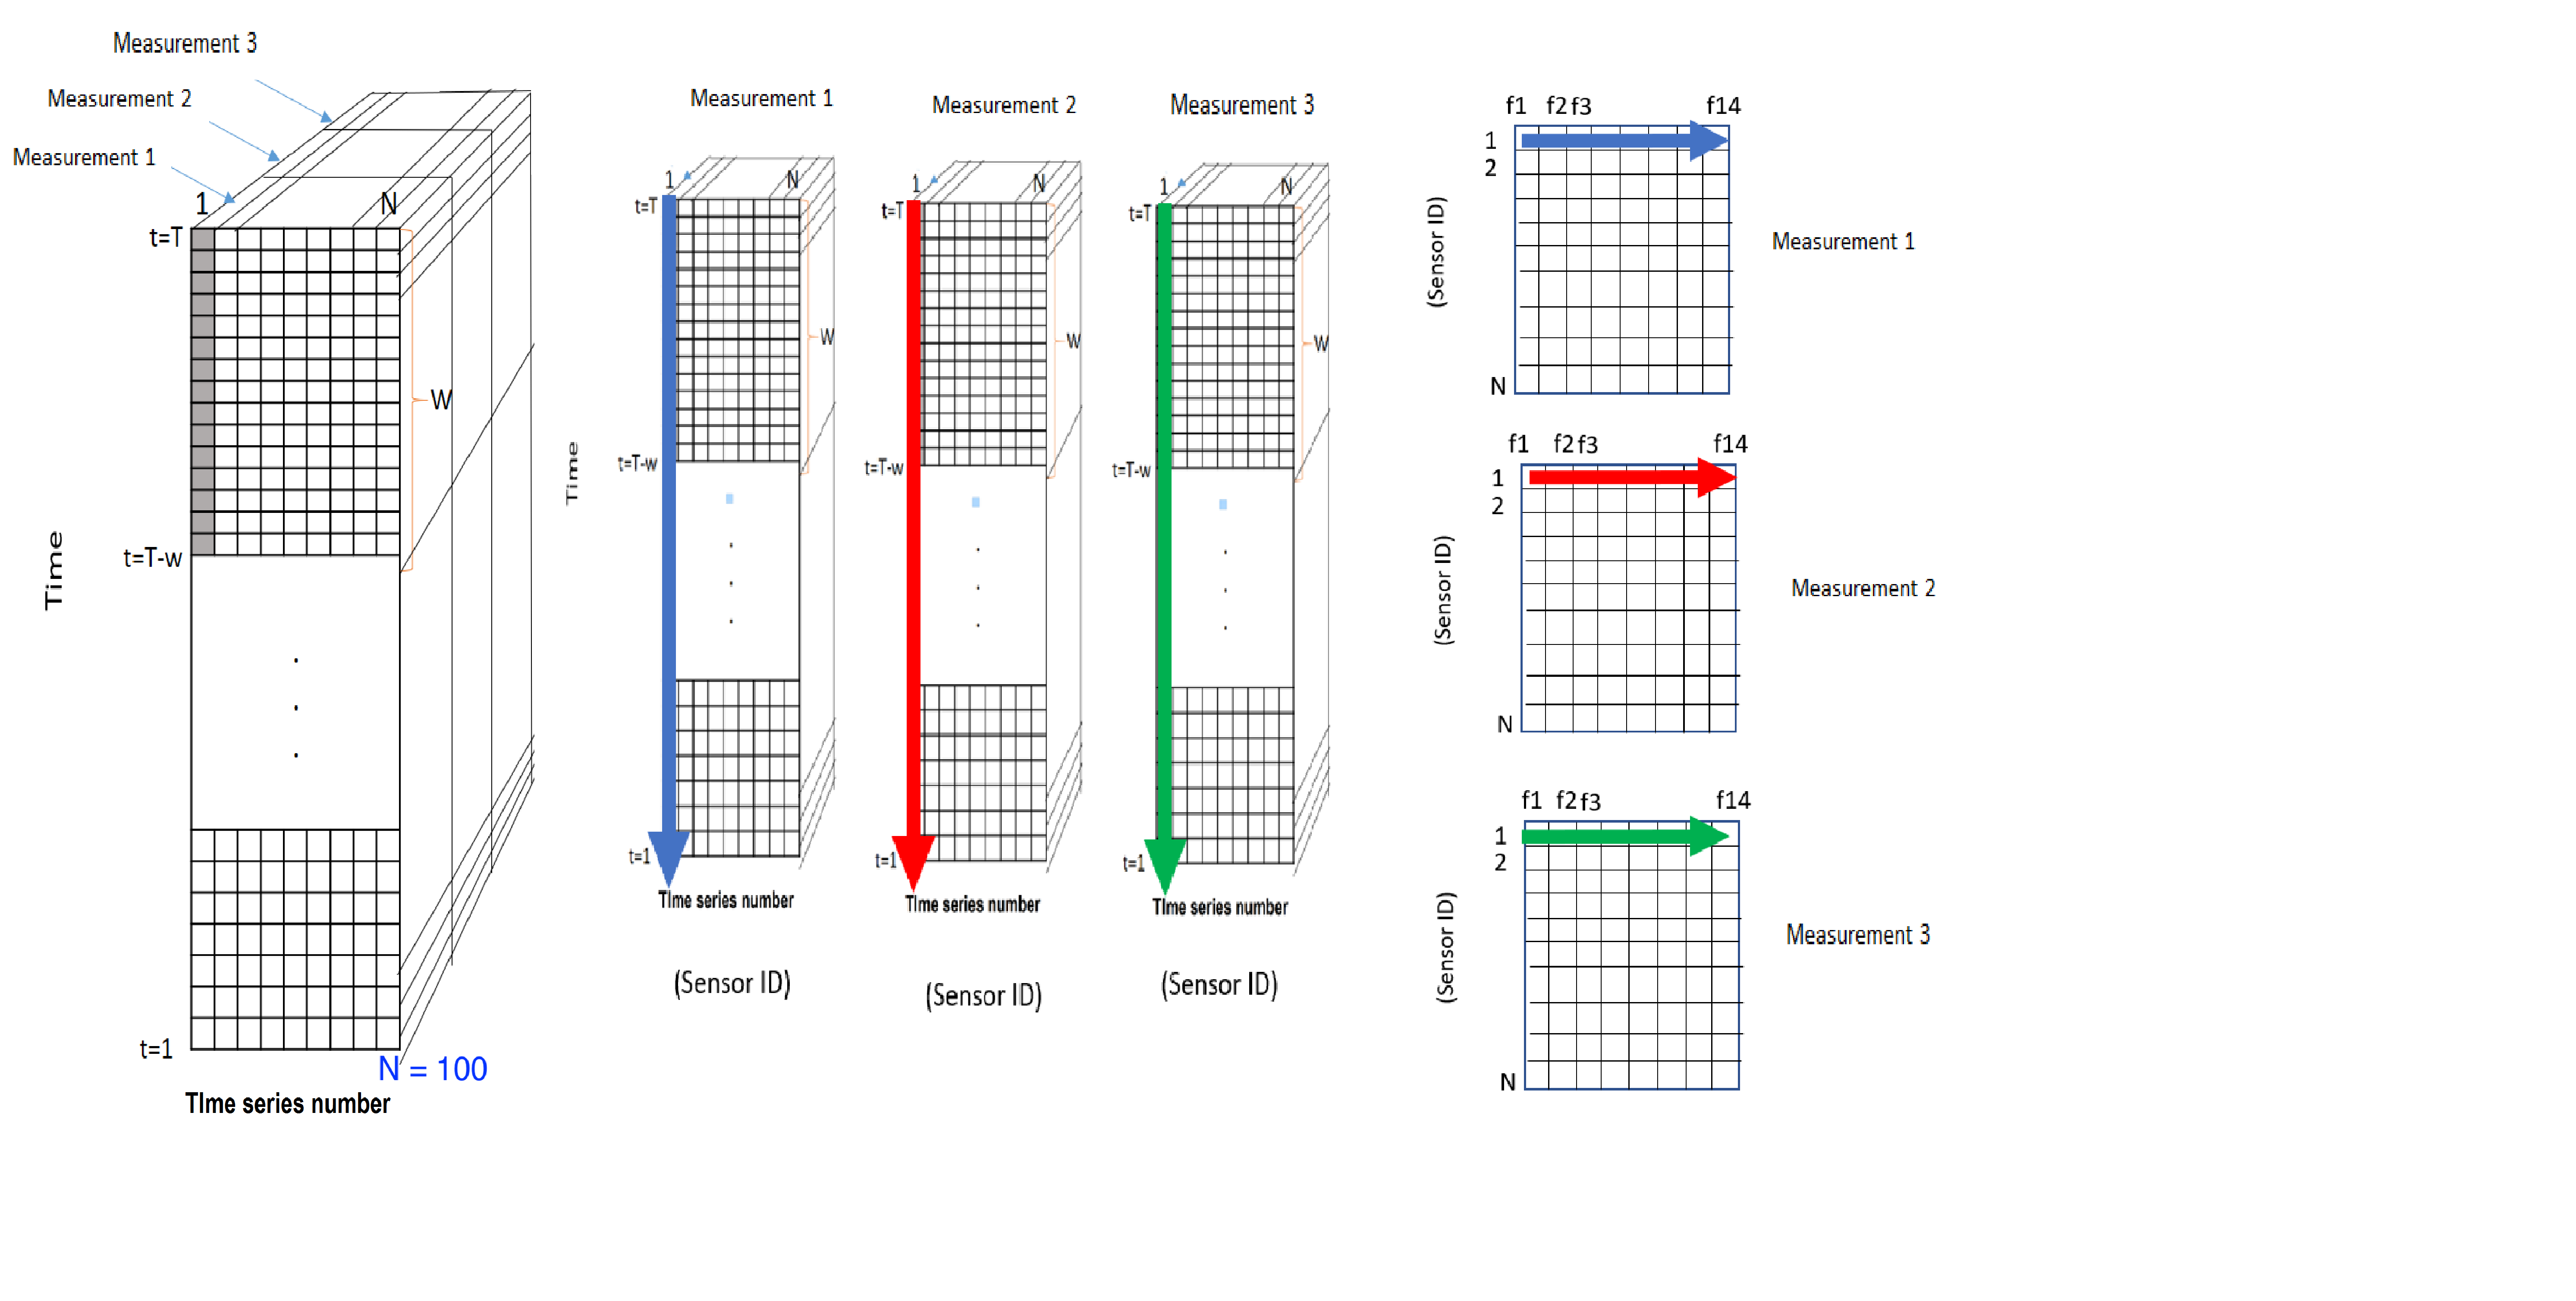 Measurement 3
Measurement 2
Measurement 1
1
N
t=T
W
t=T-w
Time
t=1
N = 100
TIme series number
Measurement 1
1
N
t=T
W
t=T-w
Time
t=1
TIme series number
(Sensor ID)
Measurement 2
1
N
t=T
W
t=T-w
t=1
TIme series number
(Sensor ID)
Measurement 3
1
N
t=T
W
t=T-w
t=1
TIme series number
(Sensor ID)
f1 f2 f3 f14
1
2
(Sensor ID)
N
Measurement 1
f1 f2 f3 f14
1
2
(Sensor ID)
N
Measurement 2
f1 f2 f3 f14
1
2
(Sensor ID)
N
Measurement 3